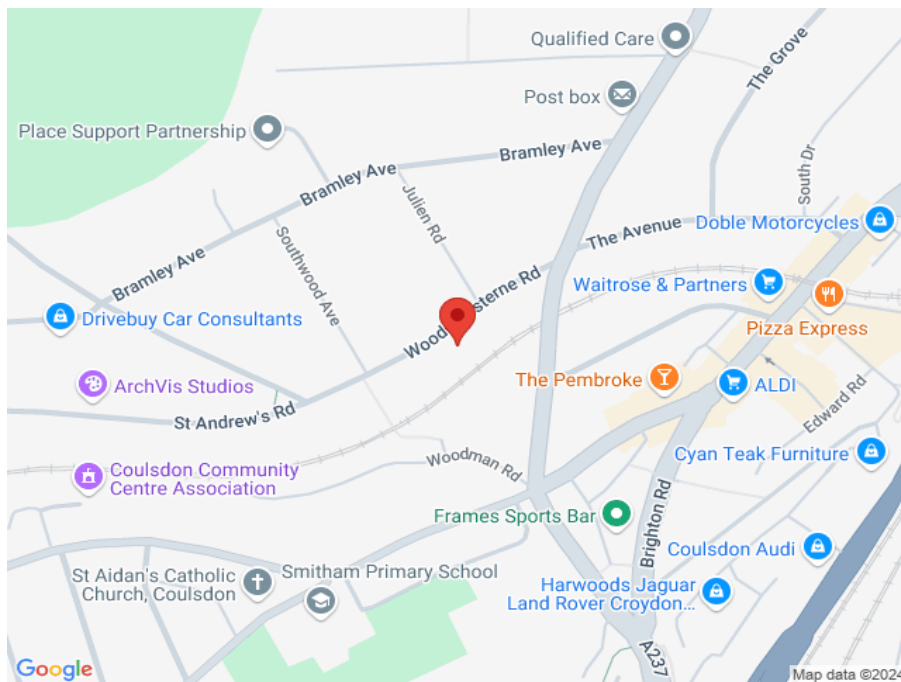 Qualified Care
The Grove
Post box
Place Support Partnership
Bramley Ave
Bramley Ave
Julien Rd
South Dr
Doble Motorcycles
The Avenue
Southwood Ave
Bramley Ave
Waitrose & Partners
Drivebuy Car Consultants
Pizza Express
The Pembroke
ArchVis Studios
ALDI
St Andrew's Rd
Edward Rd
Woodman Rd
Cyan Teak Furniture
Coulsdon Community
Centre Association
Frames Sports Bar
Brighton Rd
Coulsdon Audi
St Aidan's Catholic
Church, Coulsdon
Smitham Primary School
Harwoods Jaguar
Land Rover Croydon...
A237
Google
Map data ©2024